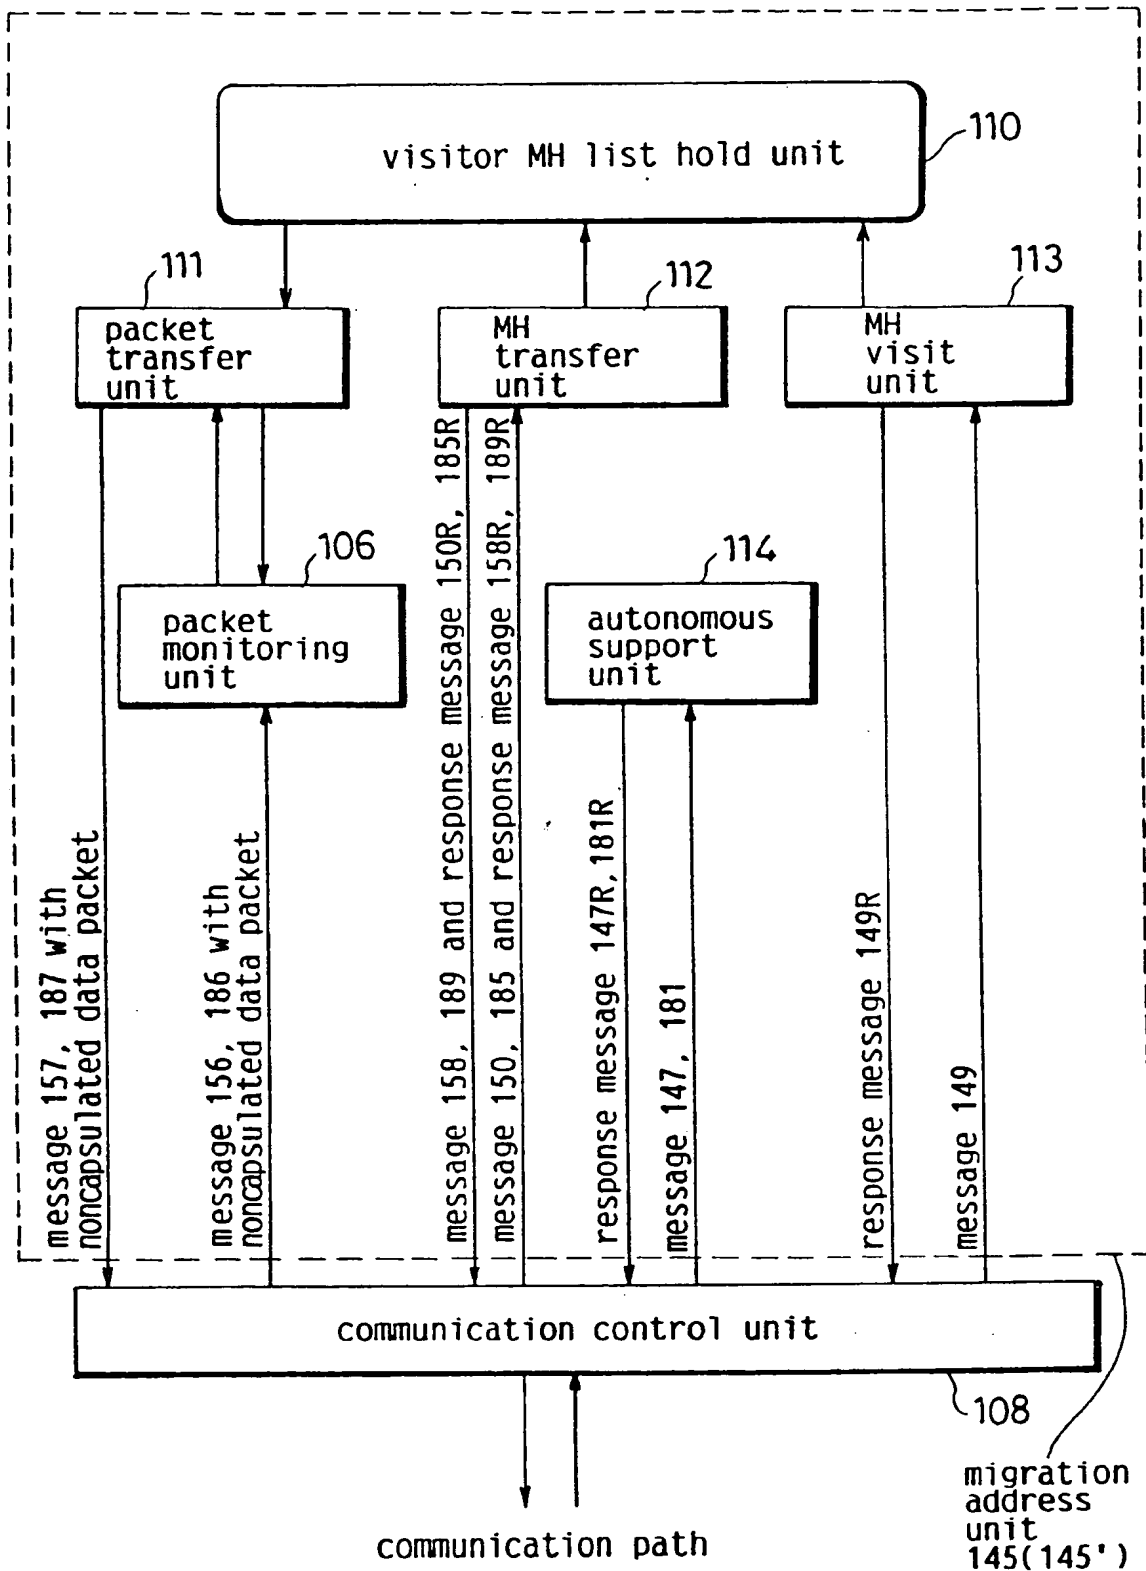 visitor MH list hold unit
110
111
packet
transfer
unit
112
MH
transfer
unit
113
MH
visit
unit
106
packet
monitoring
unit
114
autonomous
support
unit
message 157, 187 with
noncapsulated data packet
message 156, 186 with
noncapsulated data packet
message 158, 189 and response message 150R, 185R
message 150, 185 and response message 158R, 189R
response message 147R,181R
message 147, 181
response message 149R
message 149
communication control unit
108
communication path
migration
address
unit
145(145')